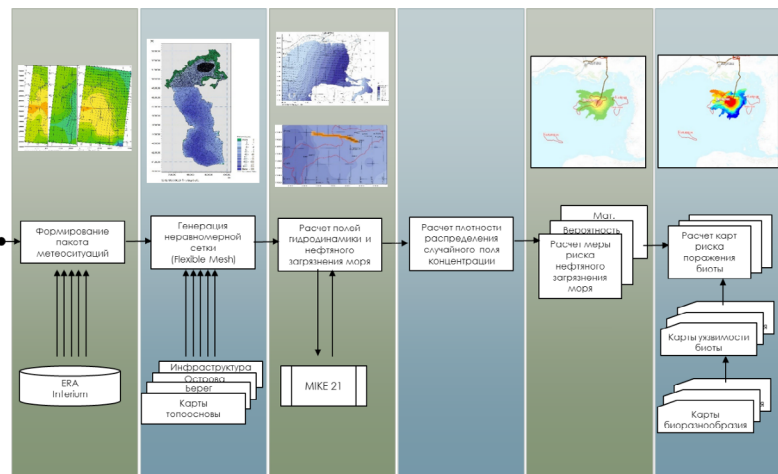 Формирование
пакета
метеоситуаций
Генерация
неравномерной
сетки
(Flexible Mesh)
Расчет полей
гидродинамики и
нефтяного
загрязнения моря
Расчет плотности
распределения
случайного поля
концентрации
Мат.
Вероятность
Расчет меры
риска
нефтяного
загрязнения
моря
Расчет карт
риска
поражения
биоты
ERA
Interium
Инфраструктура
Острова
Берег
Карты
топоосновы
MIKE 21
Карты уязвимости
биоты
Карты
биоразнообразия